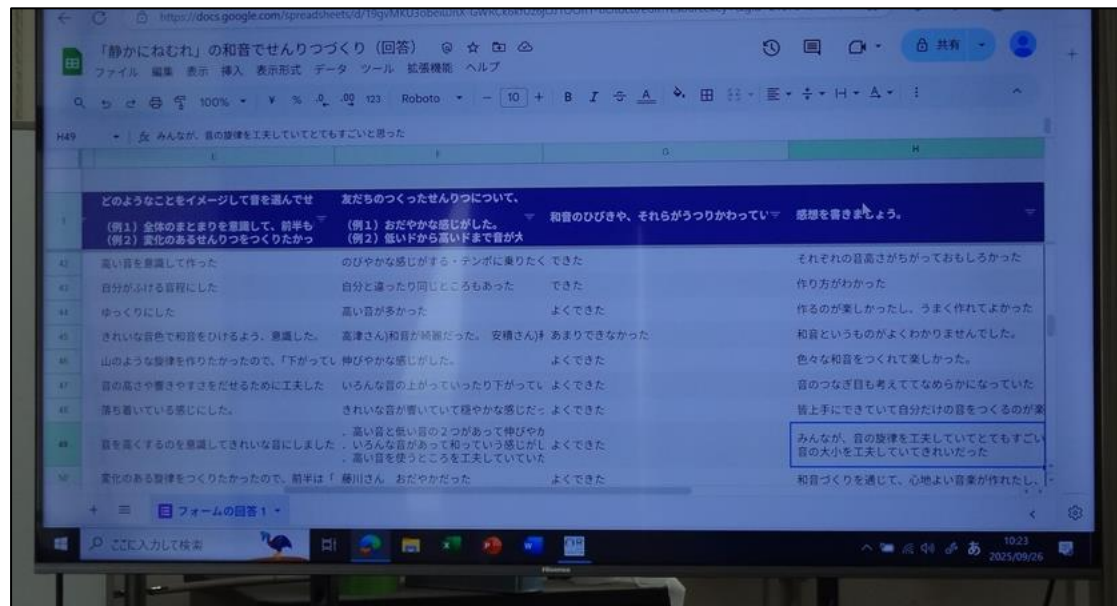 https://docs.google.com/spreadsheets/d/
「静かにねむれ」の和音でせんりつづくり（回答）
共有
ファイル 編集 表示 挿入 表示形式 データ ツール 拡張機能 ヘルプ
100% ¥ % .0 .00 123 Roboto - 10 + B I A
H49 fx みんなが、音の旋律を工夫していてとてもすごいと思った
E F G H
1 どのようなことをイメージして音を選んでせ
（例1）全体のまとまりを意識して、前半も
（例2）変化のあるせんりつをつくりたかっ
友だちのつくったせんりつについて、
（例1）おだやかな感じがした。
（例2）低いドから高いドまで音が大
和音のひびきや、それらがうつりかわってい
感想を書きましょう。
42 高い音を意識して作った のびやかな感じがする・テンポに乗りたく できた それぞれの音高さがちがっておもしろかった
43 自分がふける音程にした 自分と違ったり同じところもあった できた 作り方がわかった
44 ゆっくりにした 高い音が多かった よくできた 作るのが楽しかったし、うまく作れてよかった
45 きれいな音色で和音をひけるよう、意識した。 高津さん)和音が綺麗だった。 安積さん) あまりできなかった 和音というものがよくわかりませんでした。
46 山のような旋律を作りたかったので、「下がってし 伸びやかな感じがした。 よくできた 色々な和音をつくれて楽しかった。
47 音の高さや響きやすさをだせるために工夫した いろんな音の上がっていったり下がってい よくできた 音のつなぎ目も考えててなめらかになっていた
48 落ち着いている感じにした。 きれいな音が響いていて穏やかな感じだっ よくできた 皆上手にできていて自分だけの音をつくるのが楽
49 音を高くするのを意識してきれいな音にしました
．高い音と低い音の２つがあって伸びやか
．いろんな音があって和っていう感じがし
．高い音を使うところを工夫していていた
よくできた
みんなが、音の旋律を工夫していてとてもすごい
音の大小を工夫していてきれいだった
50 変化のある旋律をつくりたかったので、前半は「 藤川さん おだやかだった よくできた 和音づくりを通じて、心地よい音楽が作れたし、
フォームの回答 1
ここに入力して検索
あ 10:23
2025/09/26
Hisense